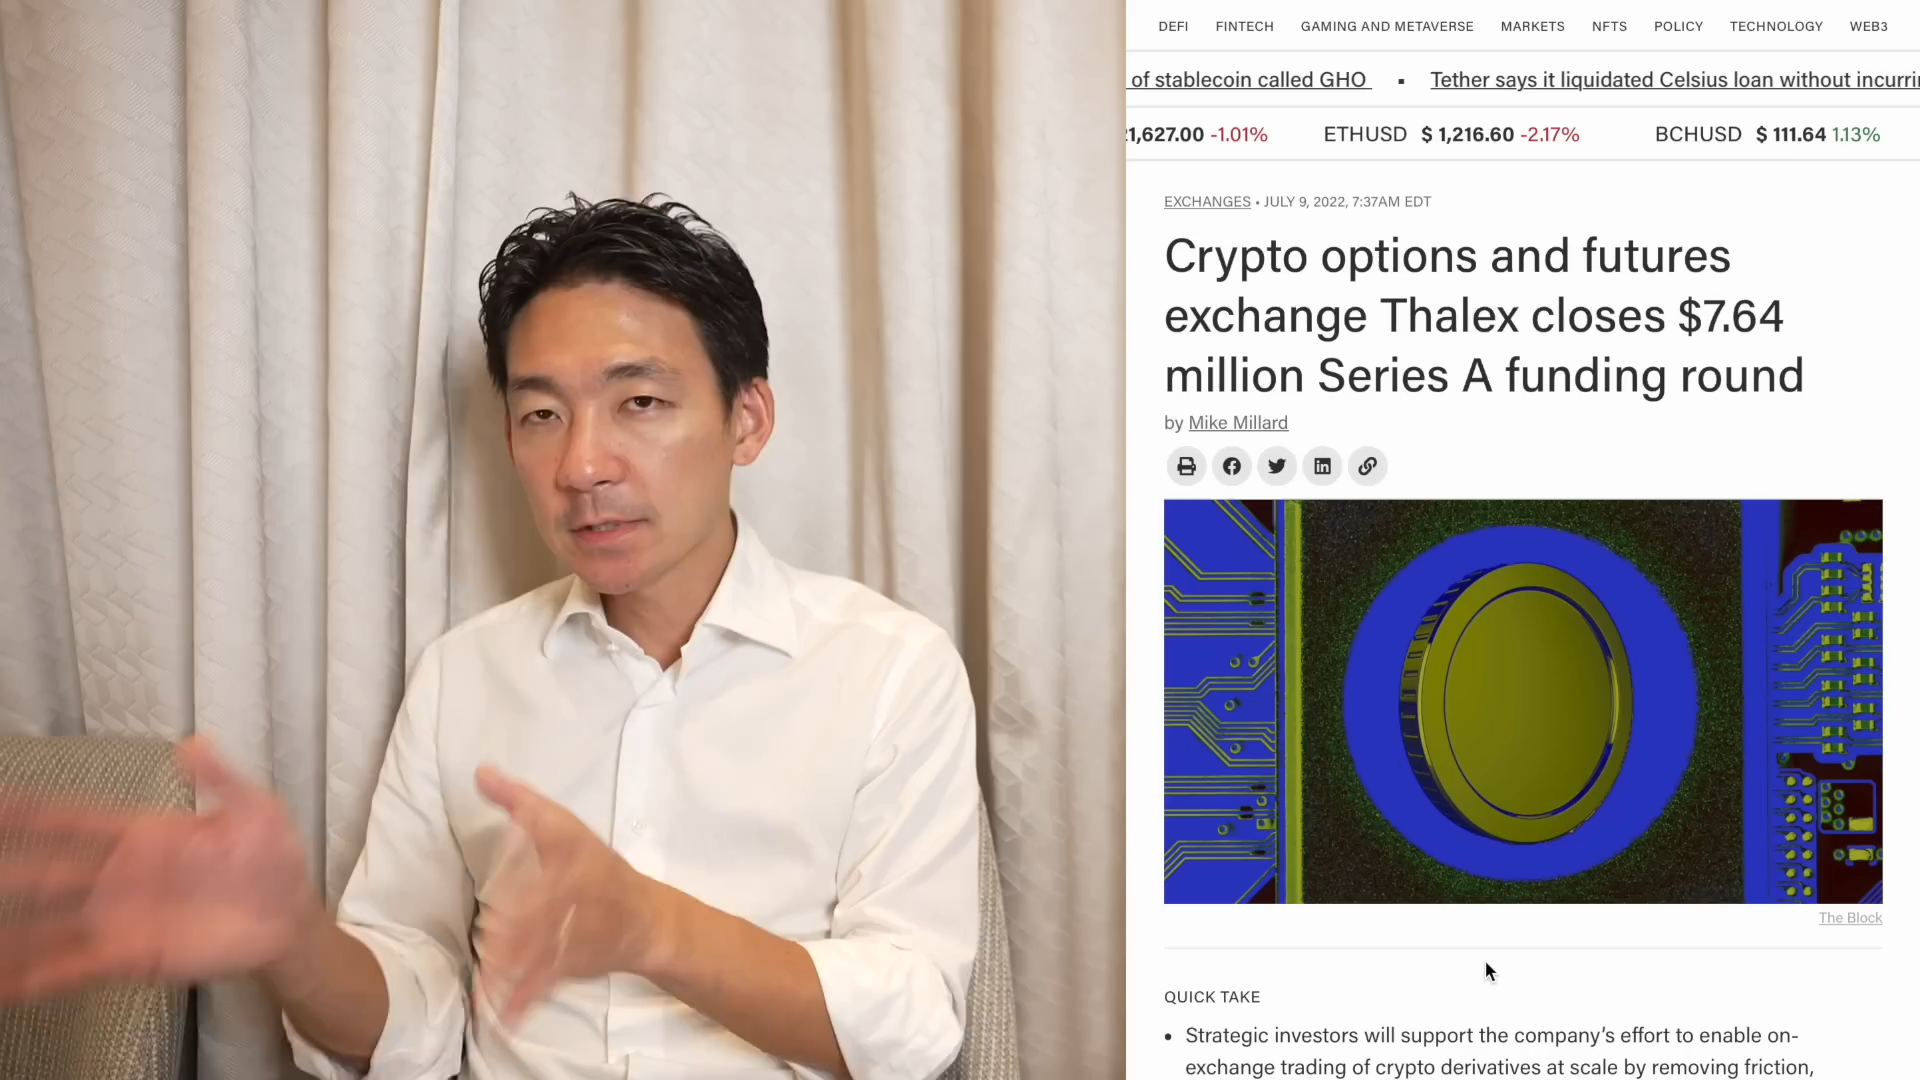 DEFI FINTECH GAMING AND METAVERSE MARKETS NFTS POLICY TECHNOLOGY WEB3
of stablecoin called GHO ▪ Tether says it liquidated Celsius loan without
1,627.00 -1.01% ETHUSD $ 1,216.60 -2.17% BCHUSD $ 111.64 1.13%
EXCHANGES • JULY 9, 2022, 7:37AM EDT
Crypto options and futures
exchange Thalex closes $7.64
million Series A funding round
by Mike Millard
The Block
QUICK TAKE
• Strategic investors will support the company’s effort to enable on-
exchange trading of crypto derivatives at scale by removing friction,